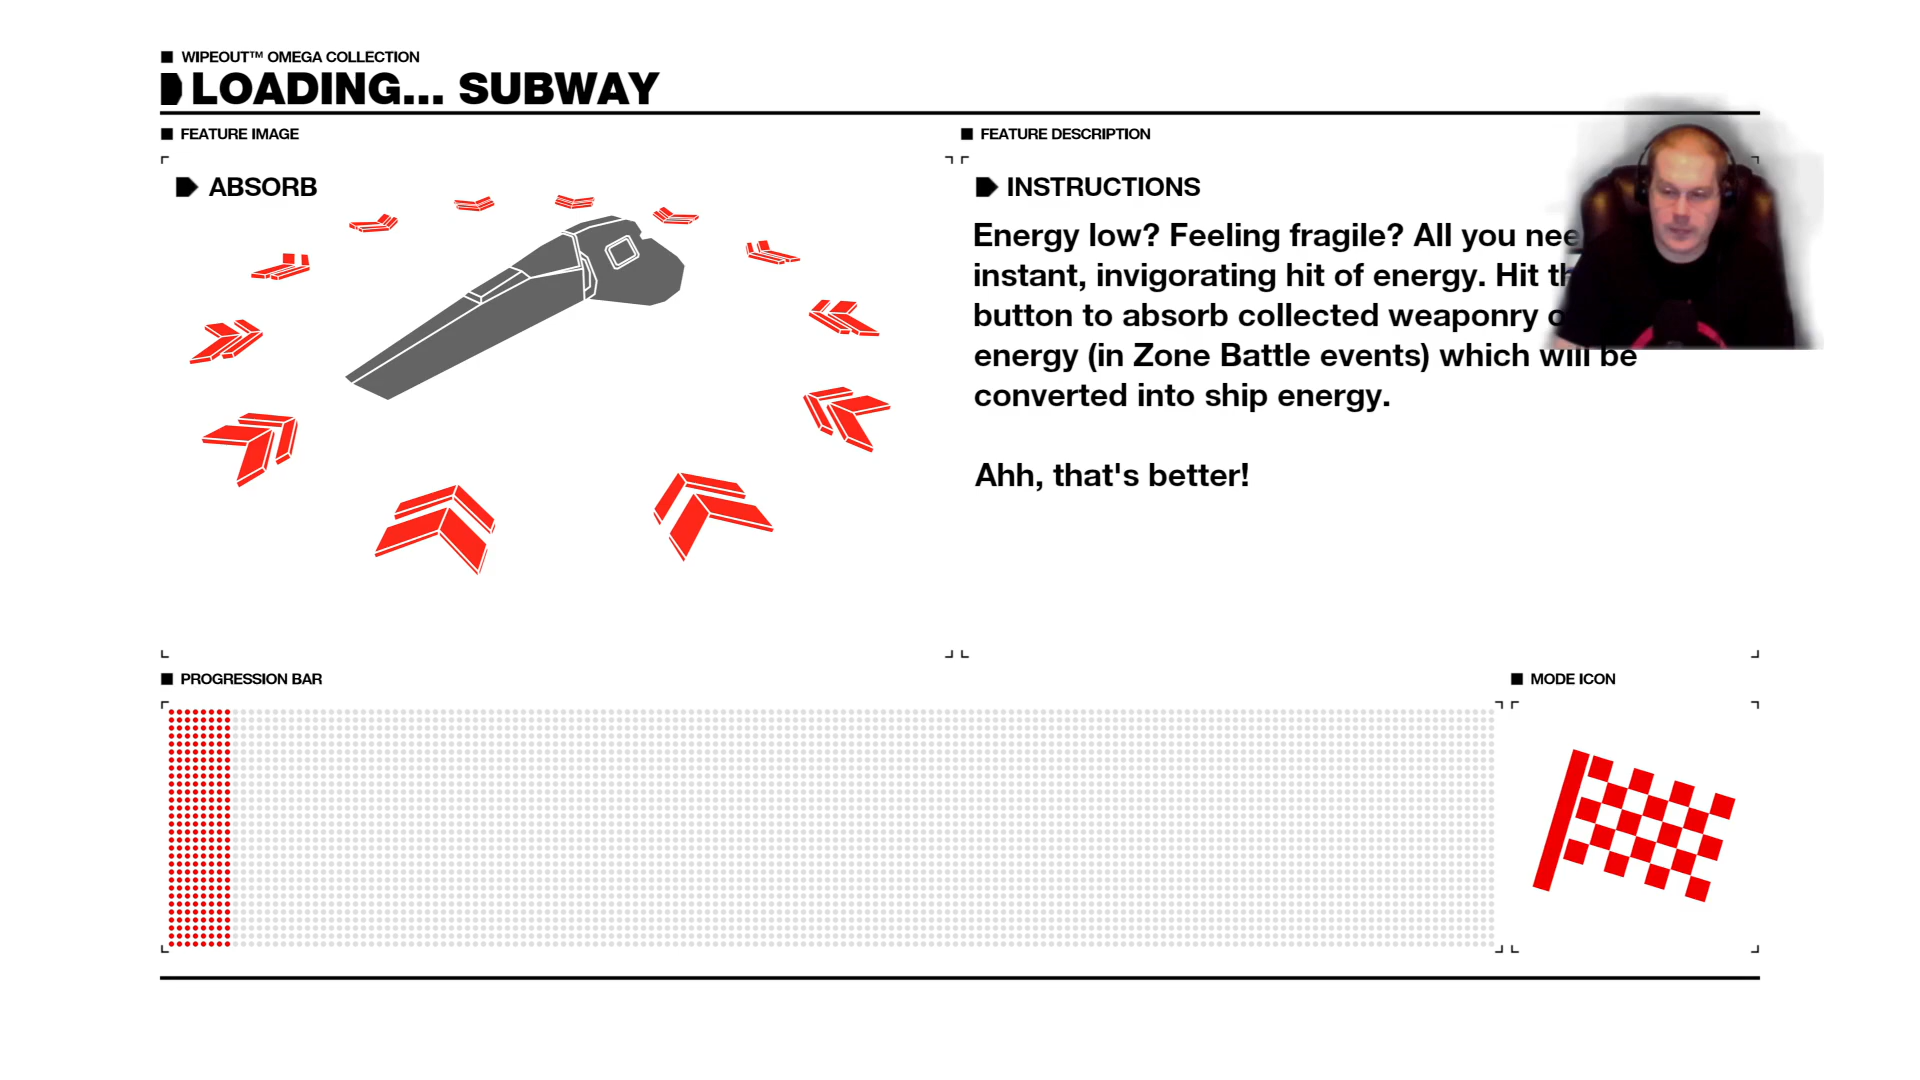 WIPEOUT™ OMEGA COLLECTION
LOADING... SUBWAY
FEATURE IMAGE
FEATURE DESCRIPTION
ABSORB
INSTRUCTIONS
Energy low? Feeling fragile? All you
instant, invigorating hit of energy. Hit
button to absorb collected weaponry
energy (in Zone Battle events) which will be
converted into ship energy.
Ahh, that's better!
PROGRESSION BAR
MODE ICON